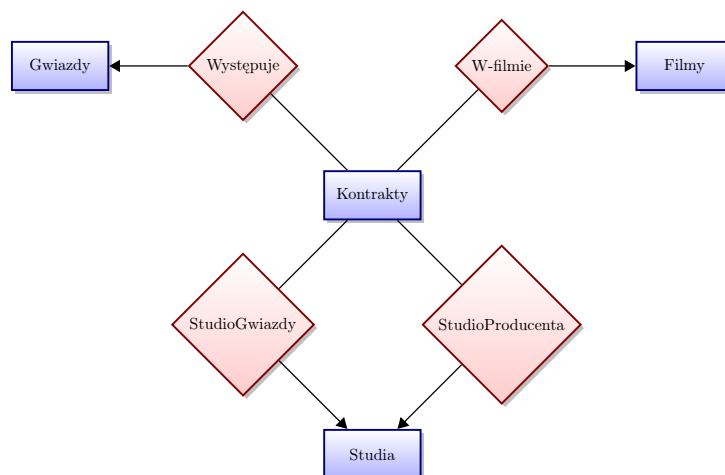 Gwiazdy
Występuje
W-filmie
Filmy
Kontrakty
StudioGwiazdy
StudioProducenta
Studia